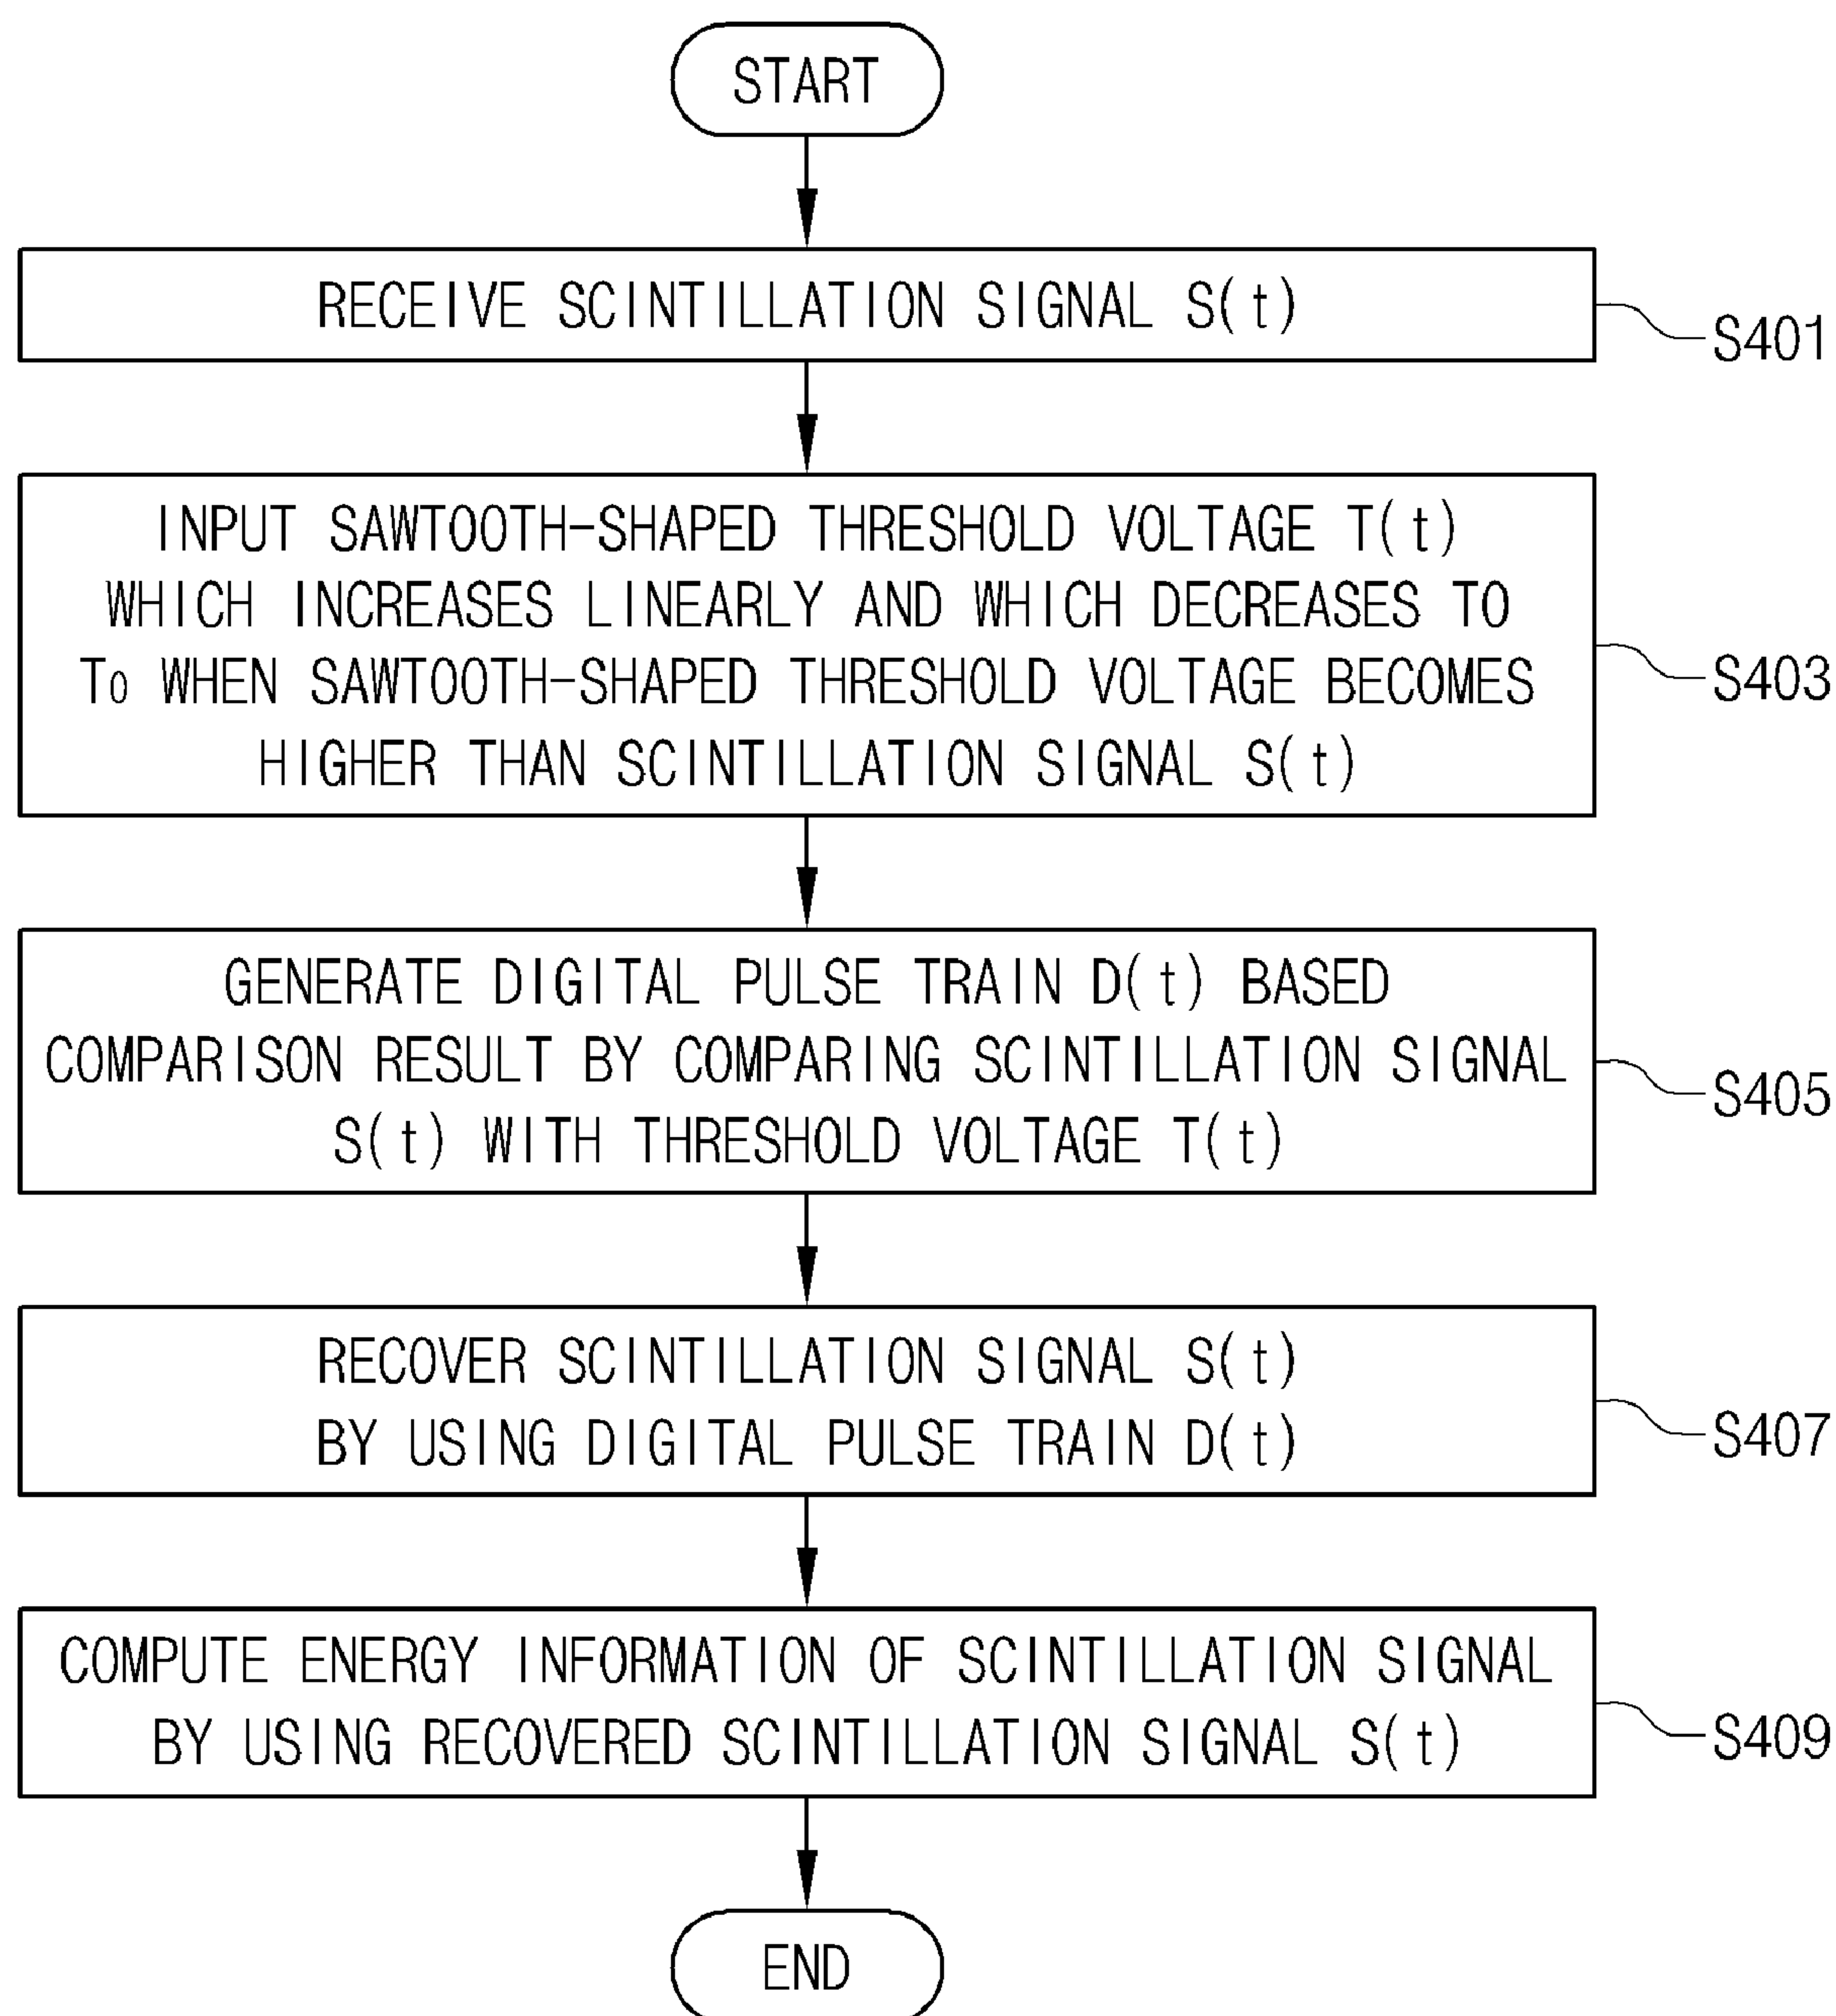 START
RECEIVE SCINTILLATION SIGNAL S(t)
S401
INPUT SAWTOOTH-SHAPED THRESHOLD VOLTAGE T(t)
WHICH INCREASES LINEARLY AND WHICH DECREASES TO
T₀ WHEN SAWTOOTH-SHAPED THRESHOLD VOLTAGE BECOMES
HIGHER THAN SCINTILLATION SIGNAL S(t)
S403
GENERATE DIGITAL PULSE TRAIN D(t) BASED
COMPARISON RESULT BY COMPARING SCINTILLATION SIGNAL
S(t) WITH THRESHOLD VOLTAGE T(t)
S405
RECOVER SCINTILLATION SIGNAL S(t)
BY USING DIGITAL PULSE TRAIN D(t)
S407
COMPUTE ENERGY INFORMATION OF SCINTILLATION SIGNAL
BY USING RECOVERED SCINTILLATION SIGNAL S(t)
S409
END